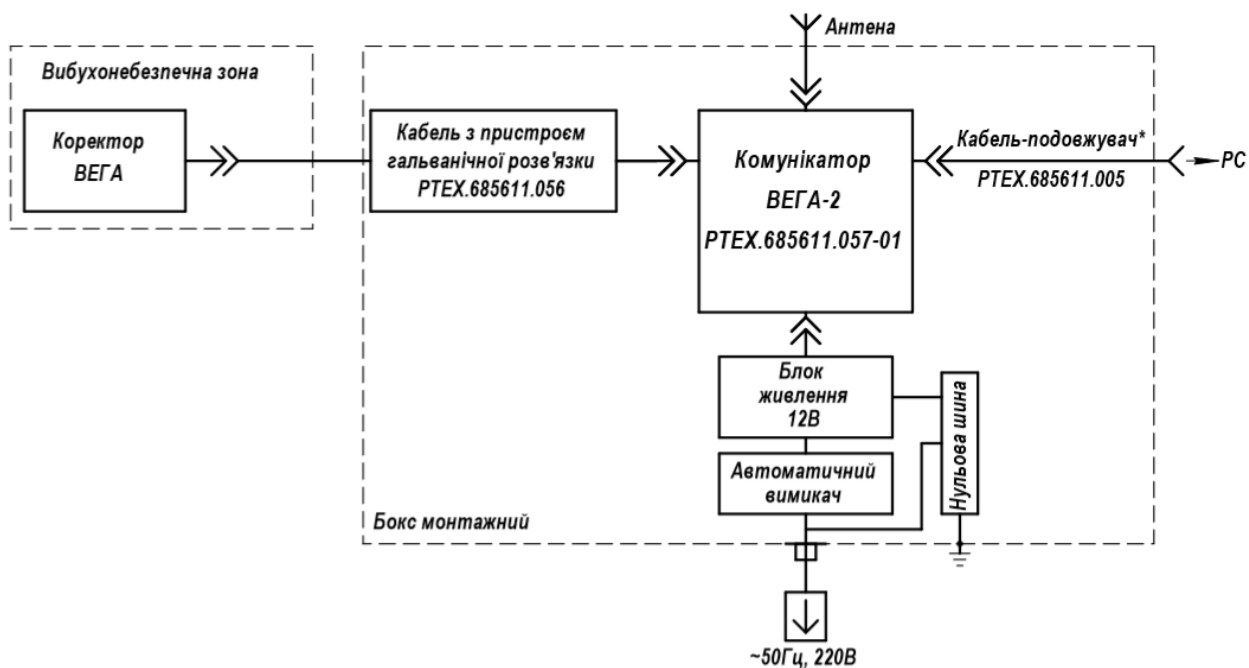 Антена
Вибухонебезпечна зона
Коректор
ВЕГА
Кабель з пристроєм
гальванічної розв'язки
РТЕХ.685611.056
Комунікатор
ВЕГА-2
РТЕХ.685611.057-01
Кабель-подовжувач*
РТЕХ.685611.005
PC
Блок
живлення
12В
Автоматичний
вимикач
Нульова шина
Бокс монтажний
~50Гц, 220В